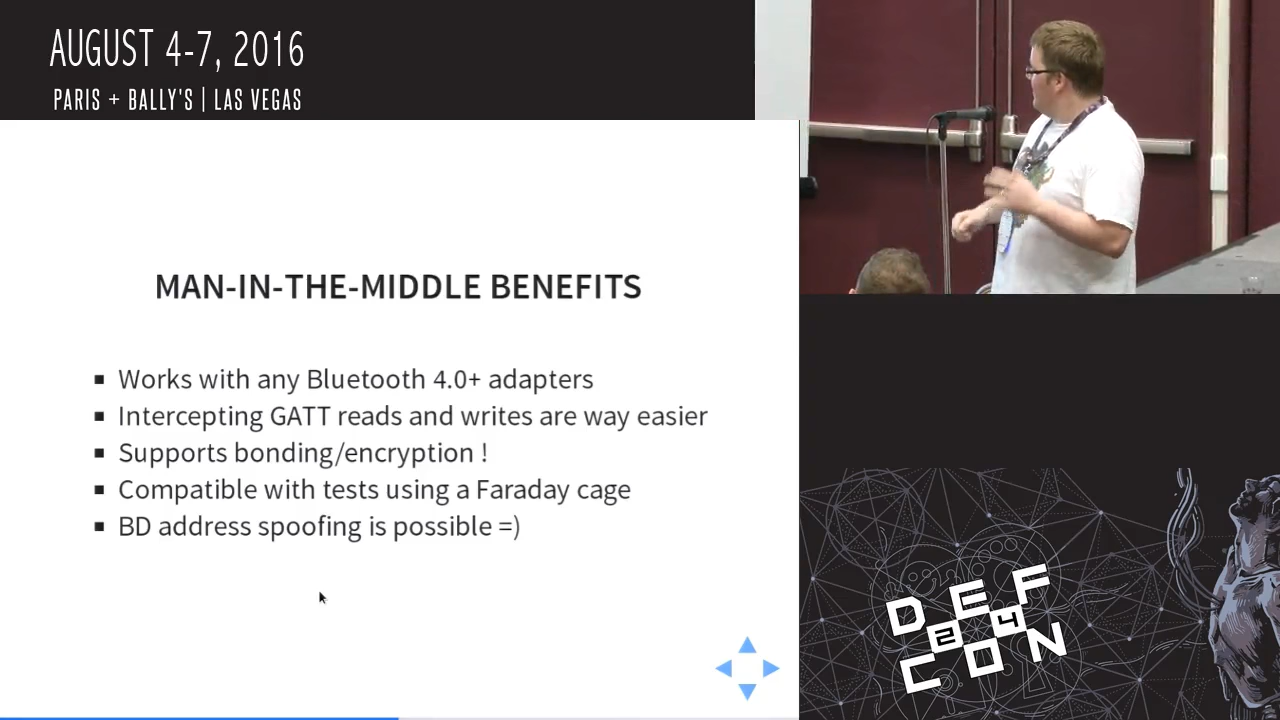 AUGUST 4-7, 2016
PARIS + BALLY'S | LAS VEGAS
MAN-IN-THE-MIDDLE BENEFITS
Works with any Bluetooth 4.0+ adapters
Intercepting GATT reads and writes are way easier
Supports bonding/encryption !
Compatible with tests using a Faraday cage
BD address spoofing is possible =)
DEF
24
CON